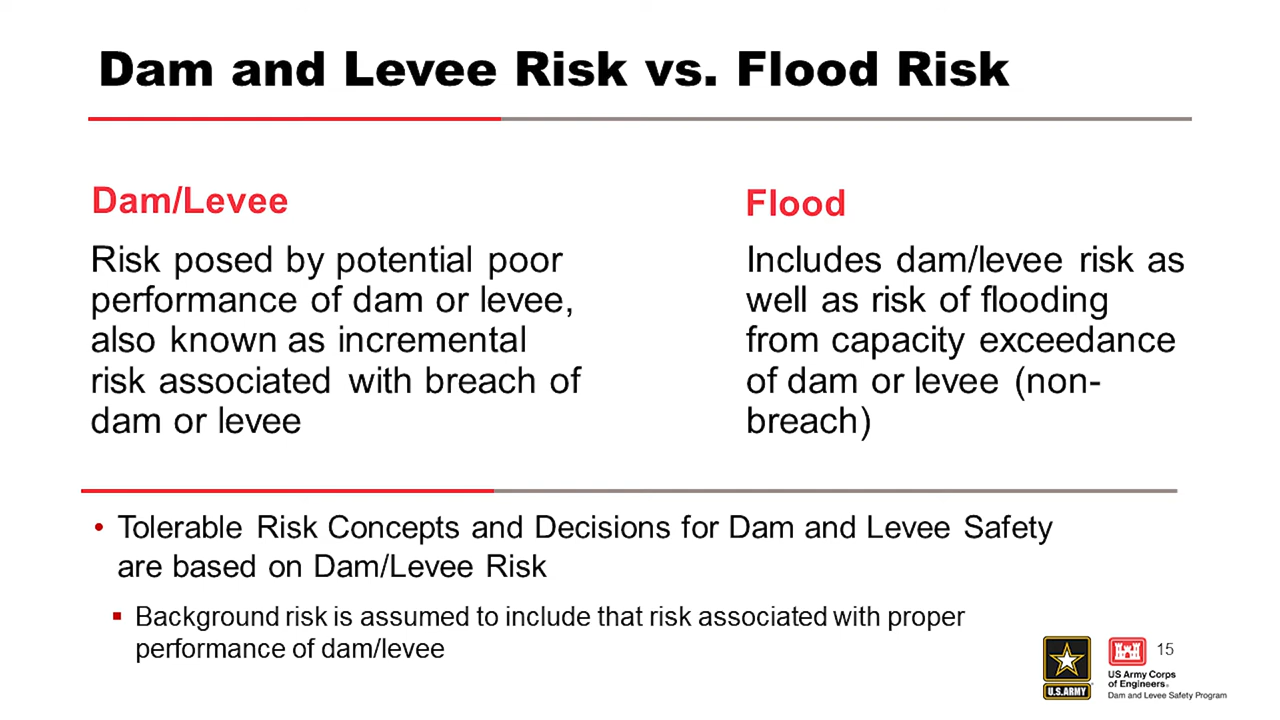 Dam and Levee Risk vs. Flood Risk
Dam/Levee
Risk posed by potential poor
performance of dam or levee,
also known as incremental
risk associated with breach of
dam or levee
Flood
Includes dam/levee risk as
well as risk of flooding
from capacity exceedance
of dam or levee (non-
breach)
• Tolerable Risk Concepts and Decisions for Dam and Levee Safety
are based on Dam/Levee Risk
▪ Background risk is assumed to include that risk associated with proper
performance of dam/levee
U.S.ARMY
US Army Corps
of Engineers®
Dam and Levee Safety Program
15